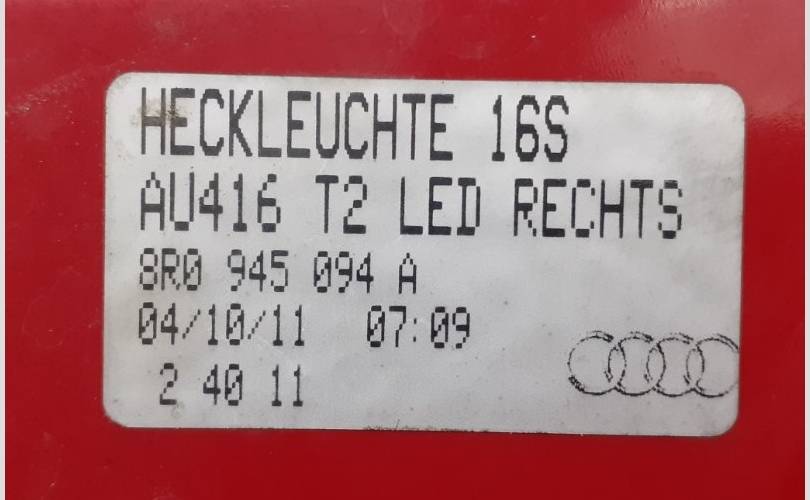 HECKLEUCHTE 16S
AU416 T2 LED RECHTS
8R0 945 094 A
04/10/11 07:09
2 40 11